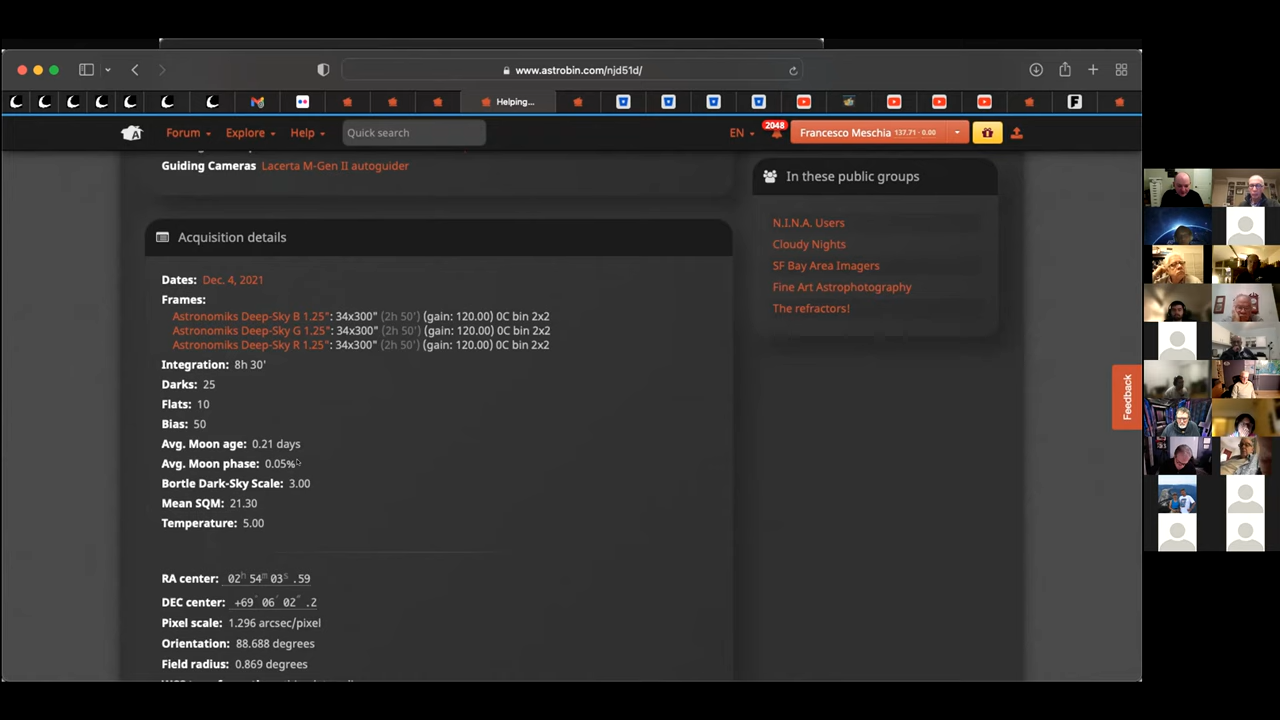 www.astrobin.com/njd51d/
Helping...
Forum
Explore
Help
Quick search
EN
2048
Francesco Meschia 137.71 - 0.00
Guiding Cameras Lacerta M-Gen II autoguider
In these public groups
N.I.N.A. Users
Cloudy Nights
SF Bay Area Imagers
Fine Art Astrophotography
The refractors!
Acquisition details
Dates: Dec. 4, 2021
Frames:
Astronomiks Deep-Sky B 1.25": 34x300" (2h 50') (gain: 120.00) 0C bin 2x2
Astronomiks Deep-Sky G 1.25": 34x300" (2h 50') (gain: 120.00) 0C bin 2x2
Astronomiks Deep-Sky R 1.25": 34x300" (2h 50') (gain: 120.00) 0C bin 2x2
Integration: 8h 30'
Darks: 25
Flats: 10
Bias: 50
Avg. Moon age: 0.21 days
Avg. Moon phase: 0.05%
Bortle Dark-Sky Scale: 3.00
Mean SQM: 21.30
Temperature: 5.00
RA center: 02h 54m 03s .59
DEC center: +69° 06′ 02″ .2
Pixel scale: 1.296 arcsec/pixel
Orientation: 88.688 degrees
Field radius: 0.869 degrees
Feedback